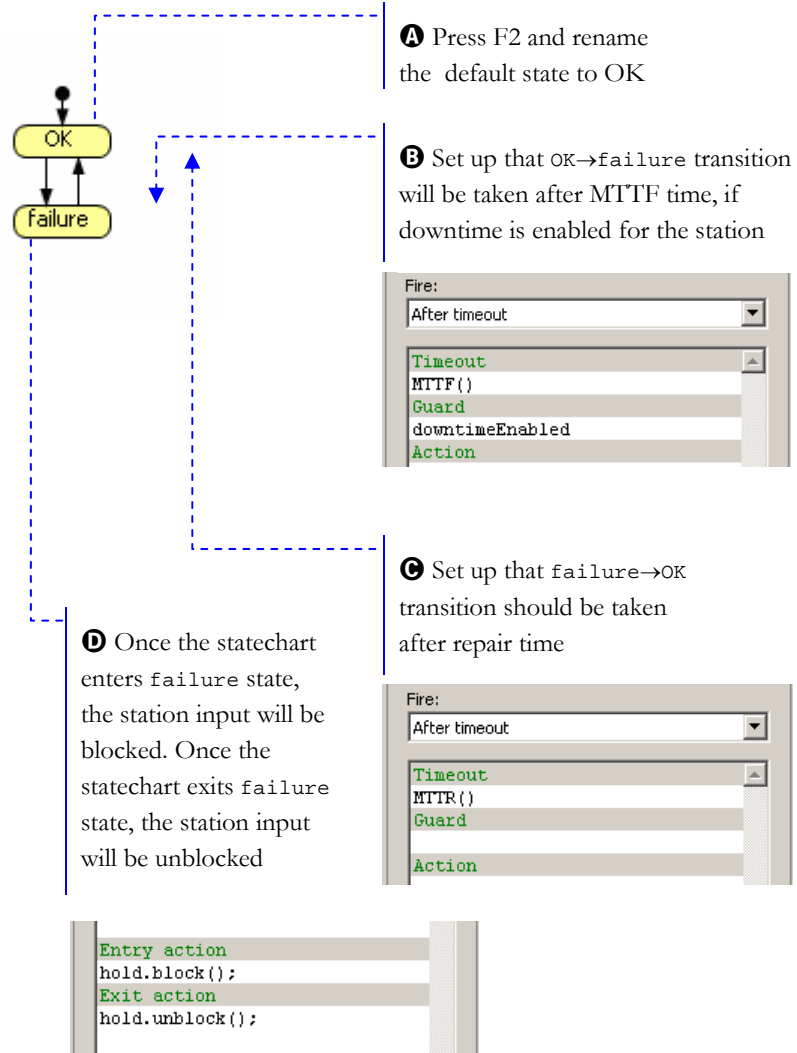 Ⓐ Press F2 and rename
the default state to OK
OK
failure
Ⓑ Set up that OK→failure transition
will be taken after MTTF time, if
downtime is enabled for the station
Fire:
After timeout
Timeout
MTTF()
Guard
downtimeEnabled
Action
Ⓒ Set up that failure→OK
transition should be taken
after repair time
Fire:
After timeout
Timeout
MTTR()
Guard
Action
Ⓓ Once the statechart
enters failure state,
the station input will be
blocked. Once the
statechart exits failure
state, the station input
will be unblocked
Entry action
hold.block();
Exit action
hold.unblock();